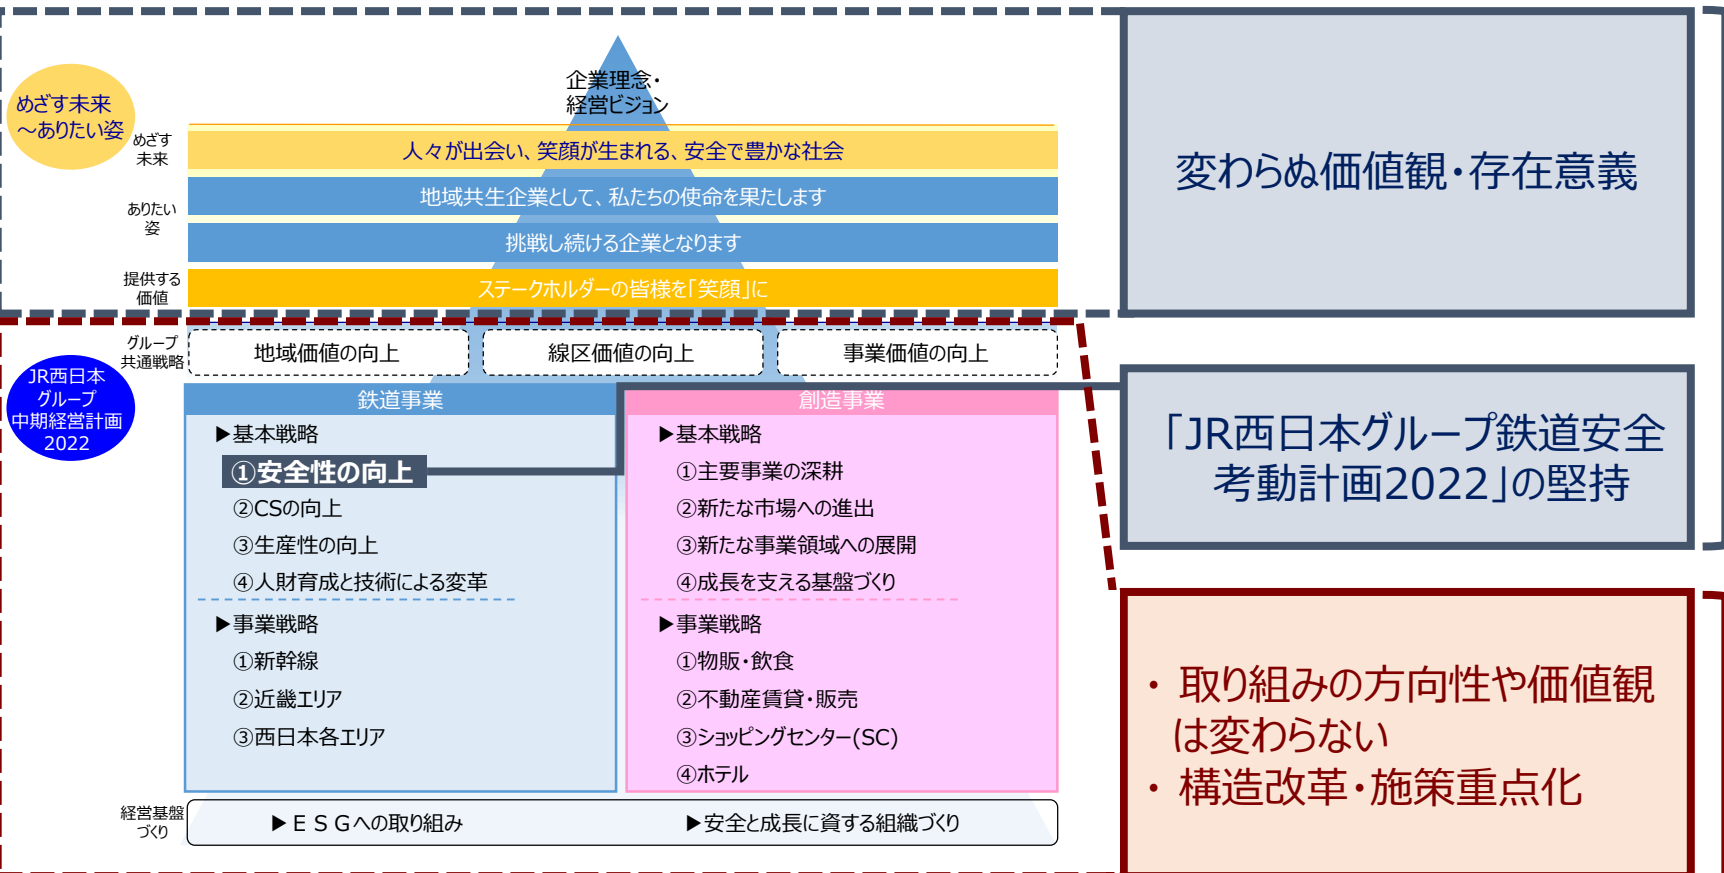 企業理念・
経営ビジョン
めざす未来
～ありたい姿
めざす
未来
人々が出会い、笑顔が生まれる、安全で豊かな社会
ありたい
姿
地域共生企業として、私たちの使命を果たします
挑戦し続ける企業となります
提供する
価値
ステークホルダーの皆様を「笑顔」に
変わらぬ価値観・存在意義
グループ
共通戦略
地域価値の向上
線区価値の向上
事業価値の向上
JR西日本
グループ
中期経営計画
2022
鉄道事業
▶基本戦略
①安全性の向上
②CSの向上
③生産性の向上
④人財育成と技術による変革
▶事業戦略
①新幹線
②近畿エリア
③西日本各エリア
創造事業
▶基本戦略
①主要事業の深耕
②新たな市場への進出
③新たな事業領域への展開
④成長を支える基盤づくり
▶事業戦略
①物販・飲食
②不動産賃貸・販売
③ショッピングセンター(SC)
④ホテル
「JR西日本グループ鉄道安全
考動計画2022」の堅持
・ 取り組みの方向性や価値観
は変わらない
・ 構造改革・施策重点化
経営基盤
づくり
▶ＥＳＧへの取り組み
▶安全と成長に資する組織づくり